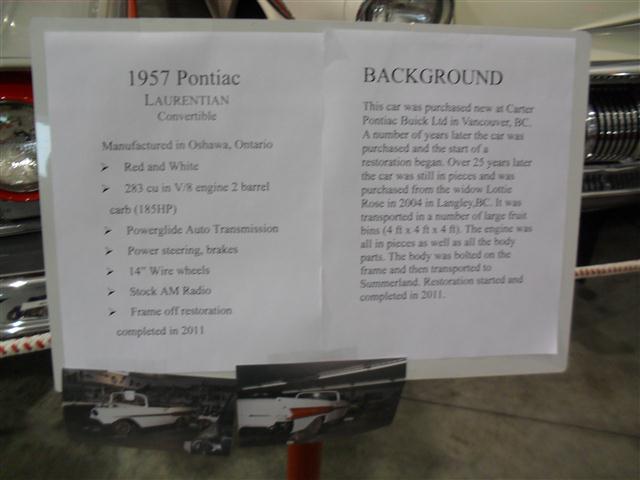 1957 Pontiac
LAURENTIAN
Convertible
Manufactured in Oshawa, Ontario
➢ Red and White
➢ 283 cu in V/8 engine 2 barrel
carb (185HP)
➢ Powerglide Auto Transmission
➢ Power steering, brakes
➢ 14" Wire wheels
➢ Stock AM Radio
➢ Frame off restoration
completed in 2011
BACKGROUND
This car was purchased new at Carter
Pontiac Buick Ltd in Vancouver, BC.
A number of years later the car was
purchased and the start of a
restoration began. Over 25 years later
the car was still in pieces and was
purchased from the widow Lottie
Rose in 2004 in Langley,BC. It was
transported in a number of large fruit
bins (4 ft x 4 ft x 4 ft). The engine was
all in pieces as well as all the body
parts. The body was bolted on the
frame and then transported to
Summerland. Restoration started and
completed in 2011.